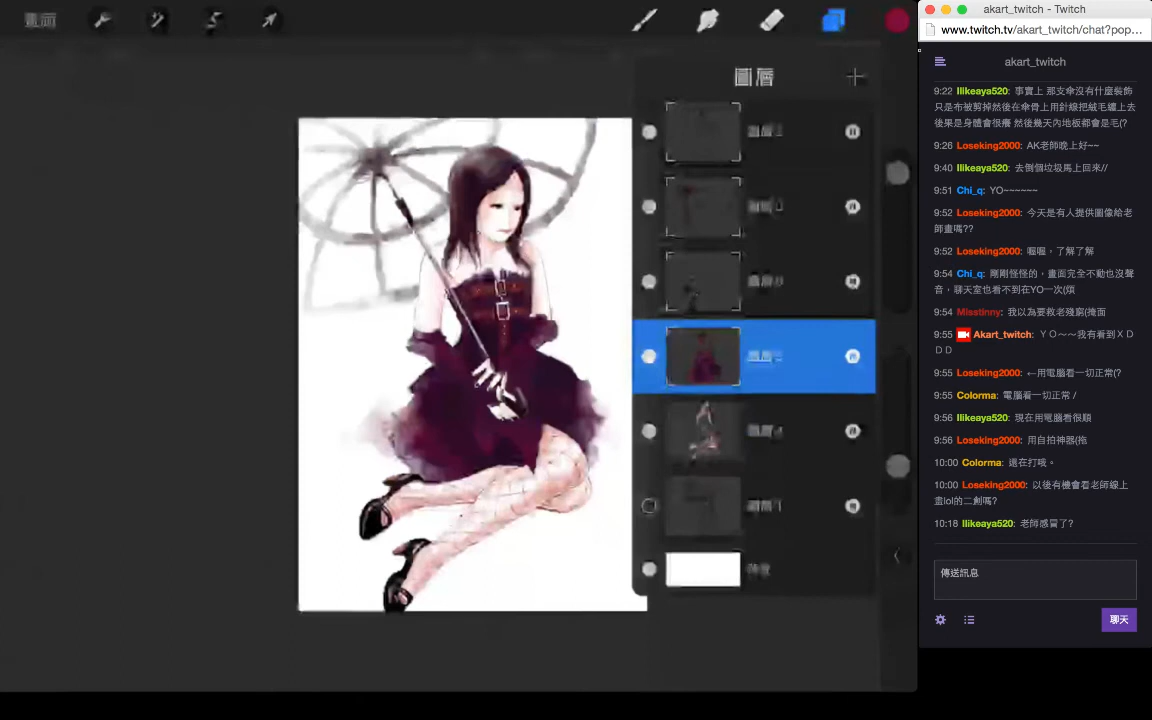 畫廊
圖層
akart_twitch - Twitch
www.twitch.tv/akart_twitch/chat?pop…
akart_twitch
9:22 Ilikeaya520: 事實上 那支傘沒有什麼裝飾
只是布被剪掉然後在傘骨上用針線把絨毛纏上去
後果是身體會很癢 然後幾天內地板都會是毛(?
9:26 Loseking2000: AK老師晚上好~~
9:40 Ilikeaya520: 去倒個垃圾馬上回來//
9:51 Chi_q: YO~~~~~~
9:52 Loseking2000: 今天是有人提供圖像給老
師畫嗎??
9:52 Loseking2000: 喔喔，了解了解
9:54 Chi_q: 剛剛怪怪的，畫面完全不動也沒聲
音，聊天室也看不到在YO一次(煩
9:54 Misstinny: 我以為要救老殘窮(掩面
9:55 Akart_twitch: ＹＯ～～我有看到ＸＤ
ＤＤ
9:55 Loseking2000: ←用電腦看一切正常(?
9:55 Colorma: 電腦看一切正常 /
9:56 Ilikeaya520: 現在用電腦看很順
9:56 Loseking2000: 用自拍神器(拖
10:00 Colorma: 還在打哦。
10:00 Loseking2000: 以後有機會看老師線上
畫lol的二創嗎?
10:18 Ilikeaya520: 老師感冒了?
傳送訊息
聊天